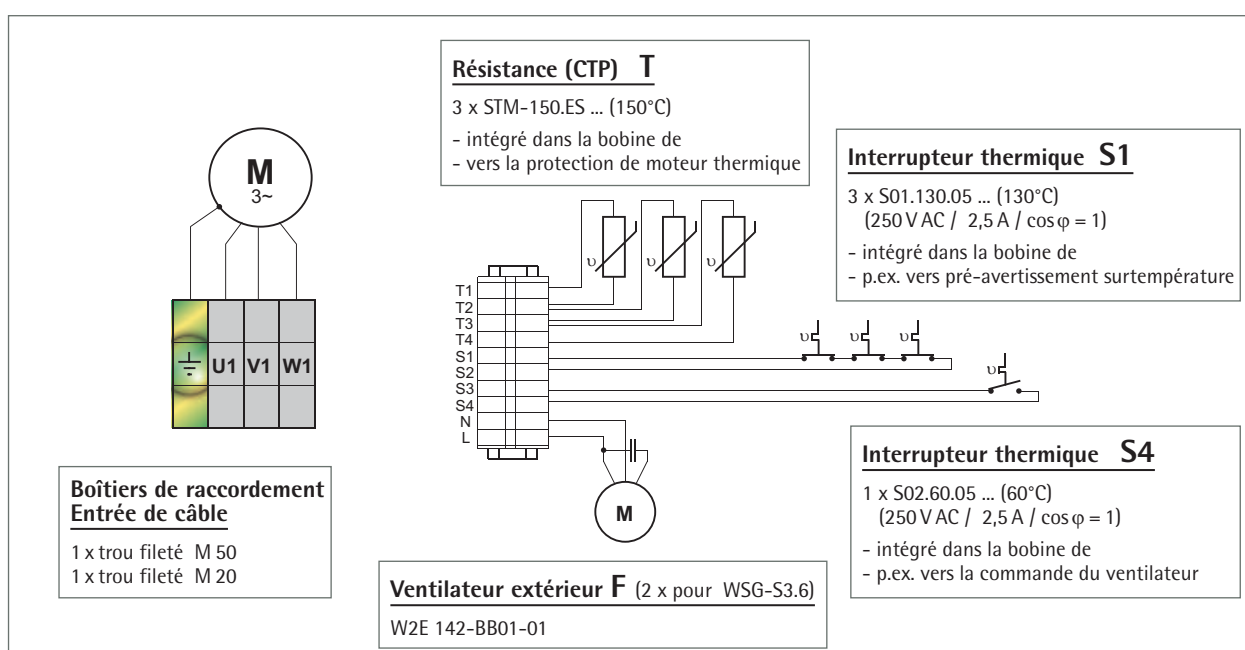 Résistance (CTP) T
3 x STM-150.ES ... (150°C)
- intégré dans la bobine de
- vers la protection de moteur thermique
M
3~
U1 V1 W1
Interrupteur thermique S1
3 x S01.130.05 ... (130°C)
(250 V AC / 2,5 A / cos φ = 1)
- intégré dans la bobine de
- p.ex. vers pré-avertissement surtempérature
υ υ υ
T1
T2
T3
T4
S1
S2
S3
S4
N
L
υ υ υ
υ
M
Interrupteur thermique S4
1 x S02.60.05 ... (60°C)
(250 V AC / 2,5 A / cos φ = 1)
- intégré dans la bobine de
- p.ex. vers la commande du ventilateur
Boîtiers de raccordement
Entrée de câble
1 x trou fileté M 50
1 x trou fileté M 20
Ventilateur extérieur F (2 x pour WSG-S3.6)
W2E 142-BB01-01